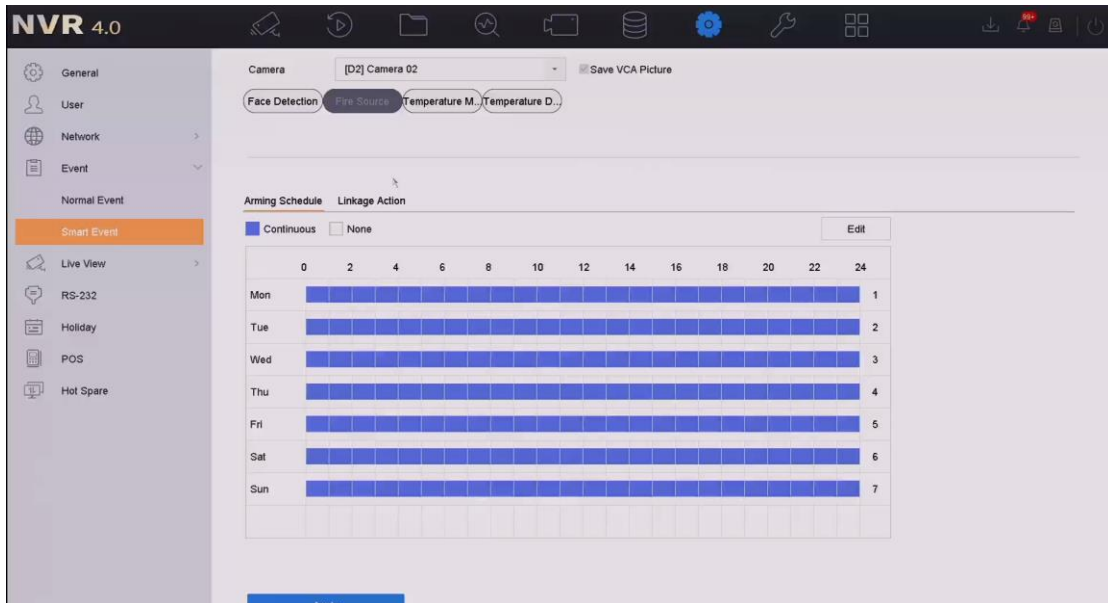 NVR 4.0
95+
General
User
Network
Event
Normal Event
Smart Event
Live View
RS-232
Holiday
POS
Hot Spare
Camera [D2] Camera 02 Save VCA Picture
Face Detection Fire Source Temperature M... Temperature D...
Arming Schedule Linkage Action
Continuous None Edit
0 2 4 6 8 10 12 14 16 18 20 22 24
Mon 1
Tue 2
Wed 3
Thu 4
Fri 5
Sat 6
Sun 7